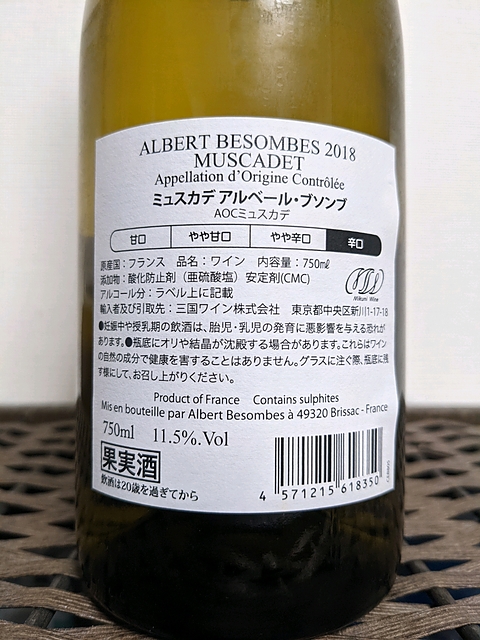 ALBERT BESOMBES 2018
MUSCADET
Appellation d'Origine Contrôlée
ミュスカデ アルベール・ブソンブ
AOCミュスカデ
甘口 やや甘口 やや辛口 辛口
原産国：フランス 品名：ワイン 内容量：750㎖
添加物：酸化防止剤（亜硫酸塩）安定剤(CMC)
アルコール分：ラベル上に記載
Mikuni Wine
輸入者及び引取先：三国ワイン株会社 東京都中央区新川1-17-18
●妊娠中や授乳期の飲酒は、胎児・乳児の発育に悪影響を与える恐れが
あります。●瓶底にオリや結晶が沈殿する場合があります。これらはワイン
の自然の成分で健康を害することはありません。グラスに注ぐ際、瓶底に残
す様にして、お召し上がりください。
Product of France Contains sulphites
Mis en bouteille par Albert Besombes à 49320 Brissac - France
750ml 11.5%.Vol
果実酒
飲酒は20歳を過ぎてから
4 571215 618350